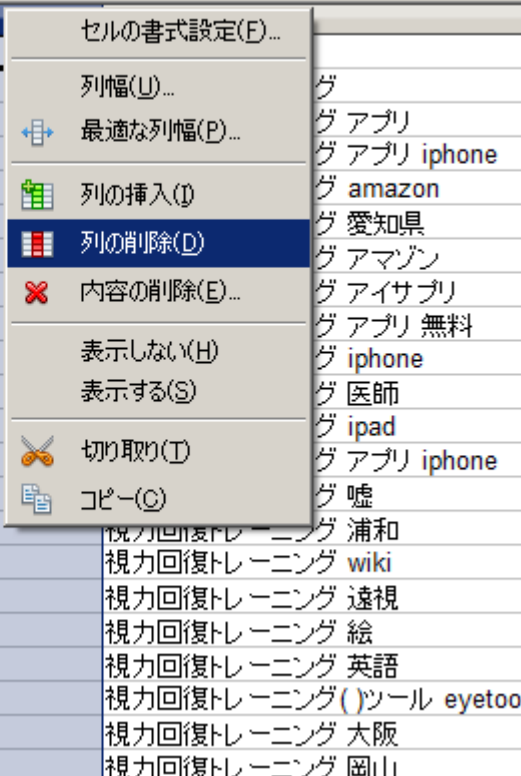 セルの書式設定(F)...
列幅(U)...
最適な列幅(P)...
列の挿入(I)
列の削除(D)
内容の削除(E)...
表示しない(H)
表示する(S)
切り取り(T)
コピー(C)
グ
グ アプリ
グ アプリ iphone
グ amazon
グ 愛知県
グ アマゾン
グ アイサプリ
グ アプリ 無料
グ iphone
グ 医師
グ ipad
グ アプリ iphone
グ 嘘
視力回復トレーニング 浦和
視力回復トレーニング wiki
視力回復トレーニング 遠視
視力回復トレーニング 絵
視力回復トレーニング 英語
視力回復トレーニング( )ツール eyetoo
視力回復トレーニング 大阪
視力回復トレーニング 岡山